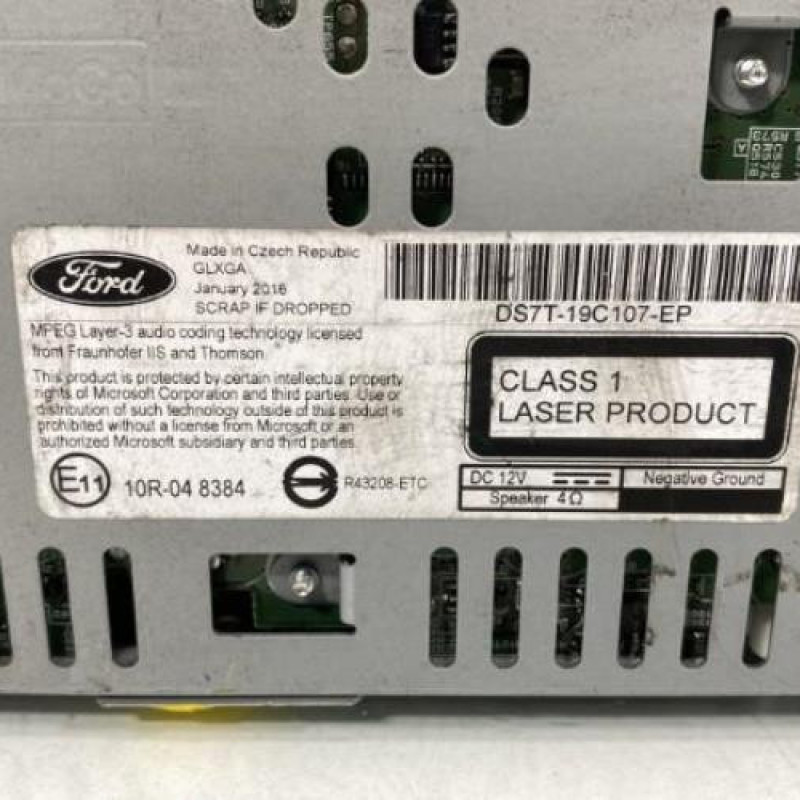 Ford
Made in Czech Republic
GLXGA
January 2016
SCRAP IF DROPPED
MPEG Layer-3 audio coding technology licensed
from Fraunhofer IIS and Thomson.
This product is protected by certain intellectual property
rights of Microsoft Corporation and third parties. Use or
distribution of such technology outside of this product is
prohibited without a license from Microsoft or an
authorized Microsoft subsidiary and third parties.
E11
10R-04 8384
R43208-ETC
DS7T-19C107-EP
CLASS 1
LASER PRODUCT
DC 12V
Negative Ground
Speaker 4Ω